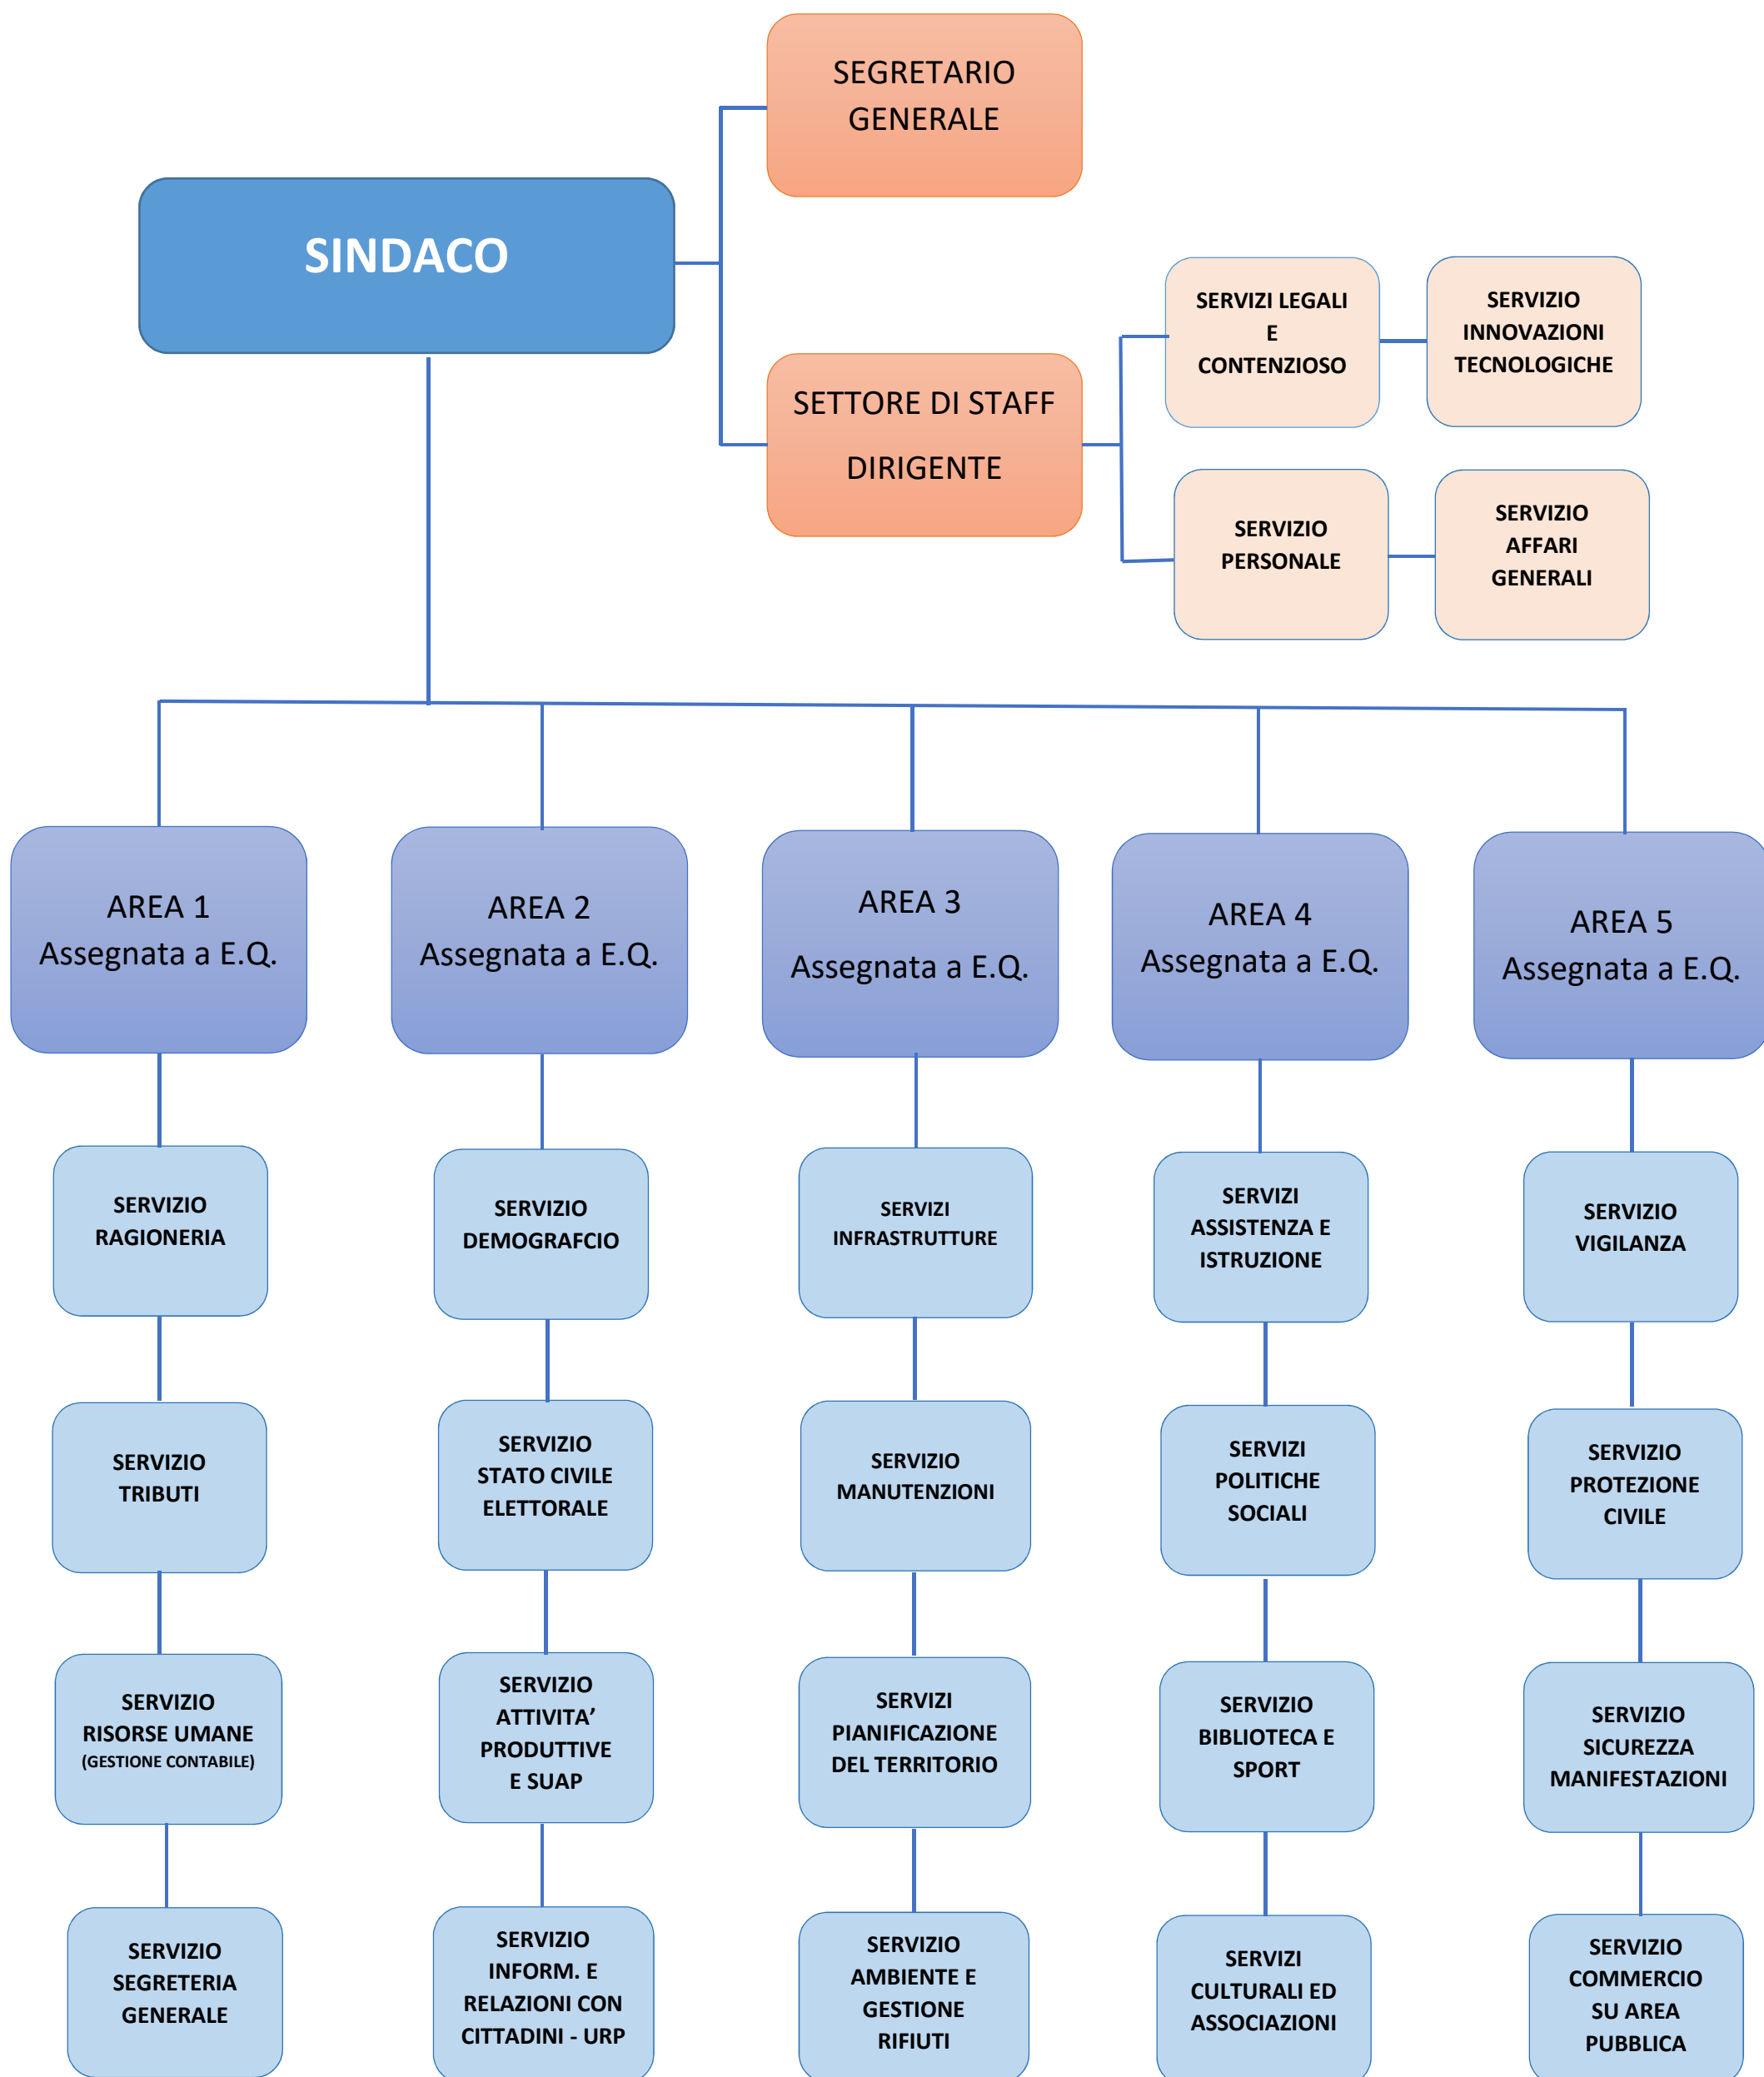 SEGRETARIO
GENERALE
SINDACO
SERVIZI LEGALI
E
CONTENZIOSO
SERVIZIO
INNOVAZIONI
TECNOLOGICHE
SETTORE DI STAFF
DIRIGENTE
SERVIZIO
PERSONALE
SERVIZIO
AFFARI
GENERALI
AREA 1
Assegnata a E.Q.
AREA 2
Assegnata a E.Q.
AREA 3
Assegnata a E.Q.
AREA 4
Assegnata a E.Q.
AREA 5
Assegnata a E.Q.
SERVIZIO
RAGIONERIA
SERVIZIO
DEMOGRAFCIO
SERVIZI
INFRASTRUTTURE
SERVIZI
ASSISTENZA E
ISTRUZIONE
SERVIZIO
VIGILANZA
SERVIZIO
TRIBUTI
SERVIZIO
STATO CIVILE
ELETTORALE
SERVIZIO
MANUTENZIONI
SERVIZI
POLITICHE
SOCIALI
SERVIZIO
PROTEZIONE
CIVILE
SERVIZIO
RISORSE UMANE
(GESTIONE CONTABILE)
SERVIZIO
ATTIVITA’
PRODUTTIVE
E SUAP
SERVIZI
PIANIFICAZIONE
DEL TERRITORIO
SERVIZIO
BIBLIOTECA E
SPORT
SERVIZIO
SICUREZZA
MANIFESTAZIONI
SERVIZIO
SEGRETERIA
GENERALE
SERVIZIO
INFORM. E
RELAZIONI CON
CITTADINI - URP
SERVIZIO
AMBIENTE E
GESTIONE
RIFIUTI
SERVIZI
CULTURALI ED
ASSOCIAZIONI
SERVIZIO
COMMERCIO
SU AREA
PUBBLICA